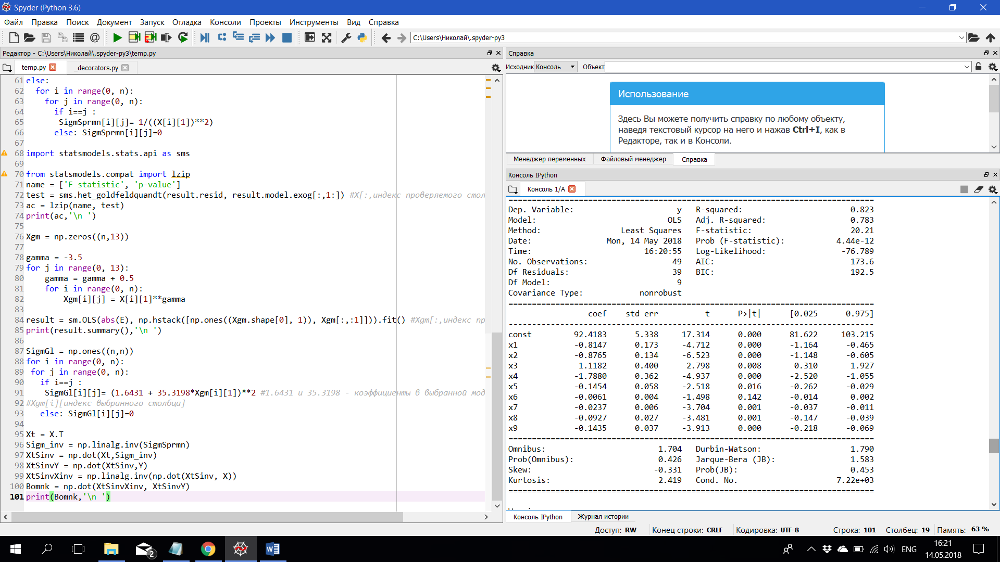 Spyder (Python 3.6)
Файл Правка Поиск Документ Запуск Отладка Консоли Проекты Инструменты Вид Справка
C:\Users\Николай\.spyder-py3
Редактор - C:\Users\Николай\.spyder-py3\temp.py
temp.py _decorators.py
61 else:
62 for i in range(0, n):
63 for j in range(0, n):
64 if i==j :
65 SigmSprmn[i][j]= 1/((X[i][1])**2)
66 else: SigmSprmn[i][j]=0
67
68 import statsmodels.stats.api as sms
69
70 from statsmodels.compat import lzip
71 name = ['F statistic', 'p-value']
72 test = sms.het_goldfeldquandt(result.resid, result.model.exog[:,1:]) #X[:,индекс проверяемого стол
73 ac = lzip(name, test)
74 print(ac,'\n ')
75
76 Xgm = np.zeros((n,13))
77
78 gamma = -3.5
79 for j in range(0, 13):
80 gamma = gamma + 0.5
81 for i in range(0, n):
82 Xgm[i][j] = X[i][1]**gamma
83
84 result = sm.OLS(abs(E), np.hstack([np.ones((Xgm.shape[0], 1)), Xgm[:,:1]])).fit() #Xgm[:,индекс пр
85 print(result.summary(),'\n ')
86
87 SigmGl = np.ones((n,n))
88 for i in range(0, n):
89 for j in range(0, n):
90 if i==j :
91 SigmGl[i][j]= (1.6431 + 35.3198*Xgm[i][1])**2 #1.6431 и 35.3198 - коэффициенты в выбранной мод
92 #Xgm[i][индекс выбранного столбца]
93 else: SigmGl[i][j]=0
94
95 Xt = X.T
96 Sigm_inv = np.linalg.inv(SigmSprmn)
97 XtSinv = np.dot(Xt,Sigm_inv)
98 XtSinvY = np.dot(XtSinv,Y)
99 XtSinvXinv = np.linalg.inv(np.dot(XtSinv, X))
100 Bomnk = np.dot(XtSinvXinv, XtSinvY)
101 print(Bomnk,'\n ')
Справка
Исходник Консоль Объект
Использование
Здесь Вы можете получить справку по любому объекту,
наведя текстовый курсор на него и нажав Ctrl+I, как в
Редакторе, так и в Консоли.
Менеджер переменных Файловый менеджер Справка
Консоль IPython
Консоль 1/A
==============================================================================
Dep. Variable: y R-squared: 0.823
Model: OLS Adj. R-squared: 0.783
Method: Least Squares F-statistic: 20.21
Date: Mon, 14 May 2018 Prob (F-statistic): 4.44e-12
Time: 16:20:55 Log-Likelihood: -76.789
No. Observations: 49 AIC: 173.6
Df Residuals: 39 BIC: 192.5
Df Model: 9
Covariance Type: nonrobust
==============================================================================
coef std err t P>|t| [0.025 0.975]
------------------------------------------------------------------------------
const 92.4183 5.338 17.314 0.000 81.622 103.215
x1 -0.8147 0.173 -4.712 0.000 -1.164 -0.465
x2 -0.8765 0.134 -6.523 0.000 -1.148 -0.605
x3 1.1182 0.400 2.798 0.008 0.310 1.927
x4 -1.7880 0.362 -4.937 0.000 -2.520 -1.055
x5 -0.1454 0.058 -2.518 0.016 -0.262 -0.029
x6 -0.0061 0.004 -1.498 0.142 -0.014 0.002
x7 -0.0237 0.006 -3.704 0.001 -0.037 -0.011
x8 -0.0927 0.027 -3.481 0.001 -0.147 -0.039
x9 -0.1435 0.037 -3.913 0.000 -0.218 -0.069
==============================================================================
Omnibus: 1.704 Durbin-Watson: 1.790
Prob(Omnibus): 0.426 Jarque-Bera (JB): 1.583
Skew: -0.331 Prob(JB): 0.453
Kurtosis: 2.419 Cond. No. 7.22e+03
==============================================================================
Консоль IPython Журнал истории
Доступ: RW Конец строки: CRLF Кодировка: UTF-8 Строка: 101 Столбец: 19 Память: 63 %
2
ENG
16:21
14.05.2018